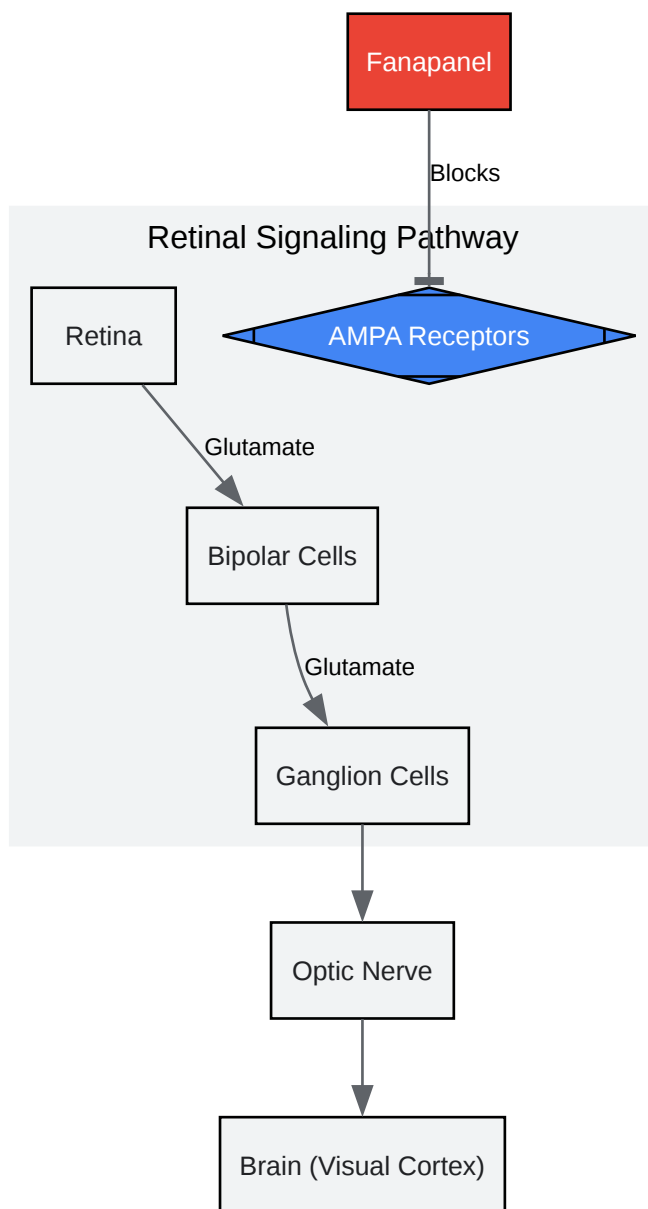 Fanapanel
Blocks
Retinal Signaling Pathway
Retina
AMPA Receptors
Glutamate
Bipolar Cells
Glutamate
Ganglion Cells
Optic Nerve
Brain (Visual Cortex)